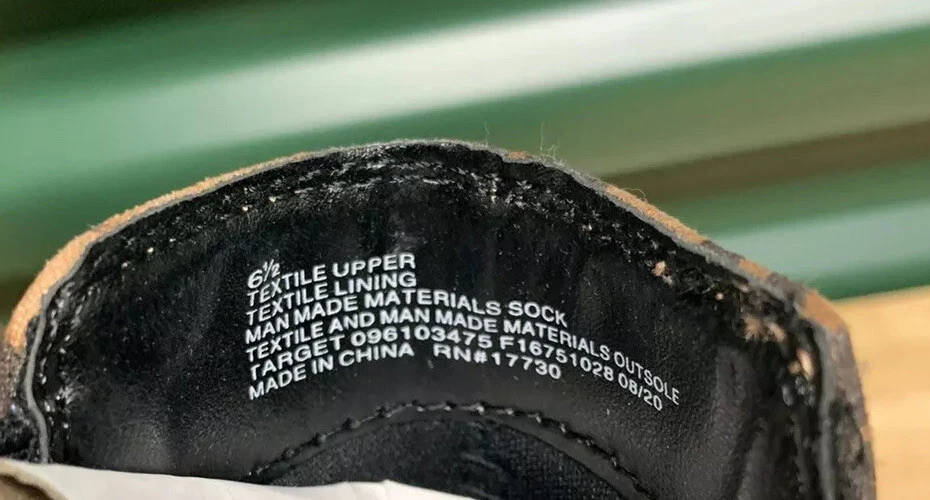 6½
TEXTILE UPPER
TEXTILE LINING
MAN MADE MATERIALS SOCK
TEXTILE AND MAN MADE MATERIALS OUTSOLE
TARGET 096103475 F16751028 08/20
MADE IN CHINA RN#17730